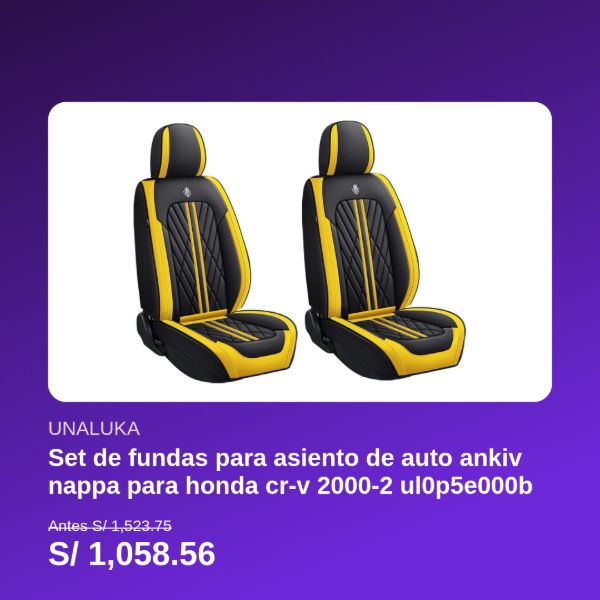 UNALUKA
Set de fundas para asiento de auto ankiv
nappa para honda cr-v 2000-2 ul0p5e000b
Antes S/ 1,523.75
S/ 1,058.56